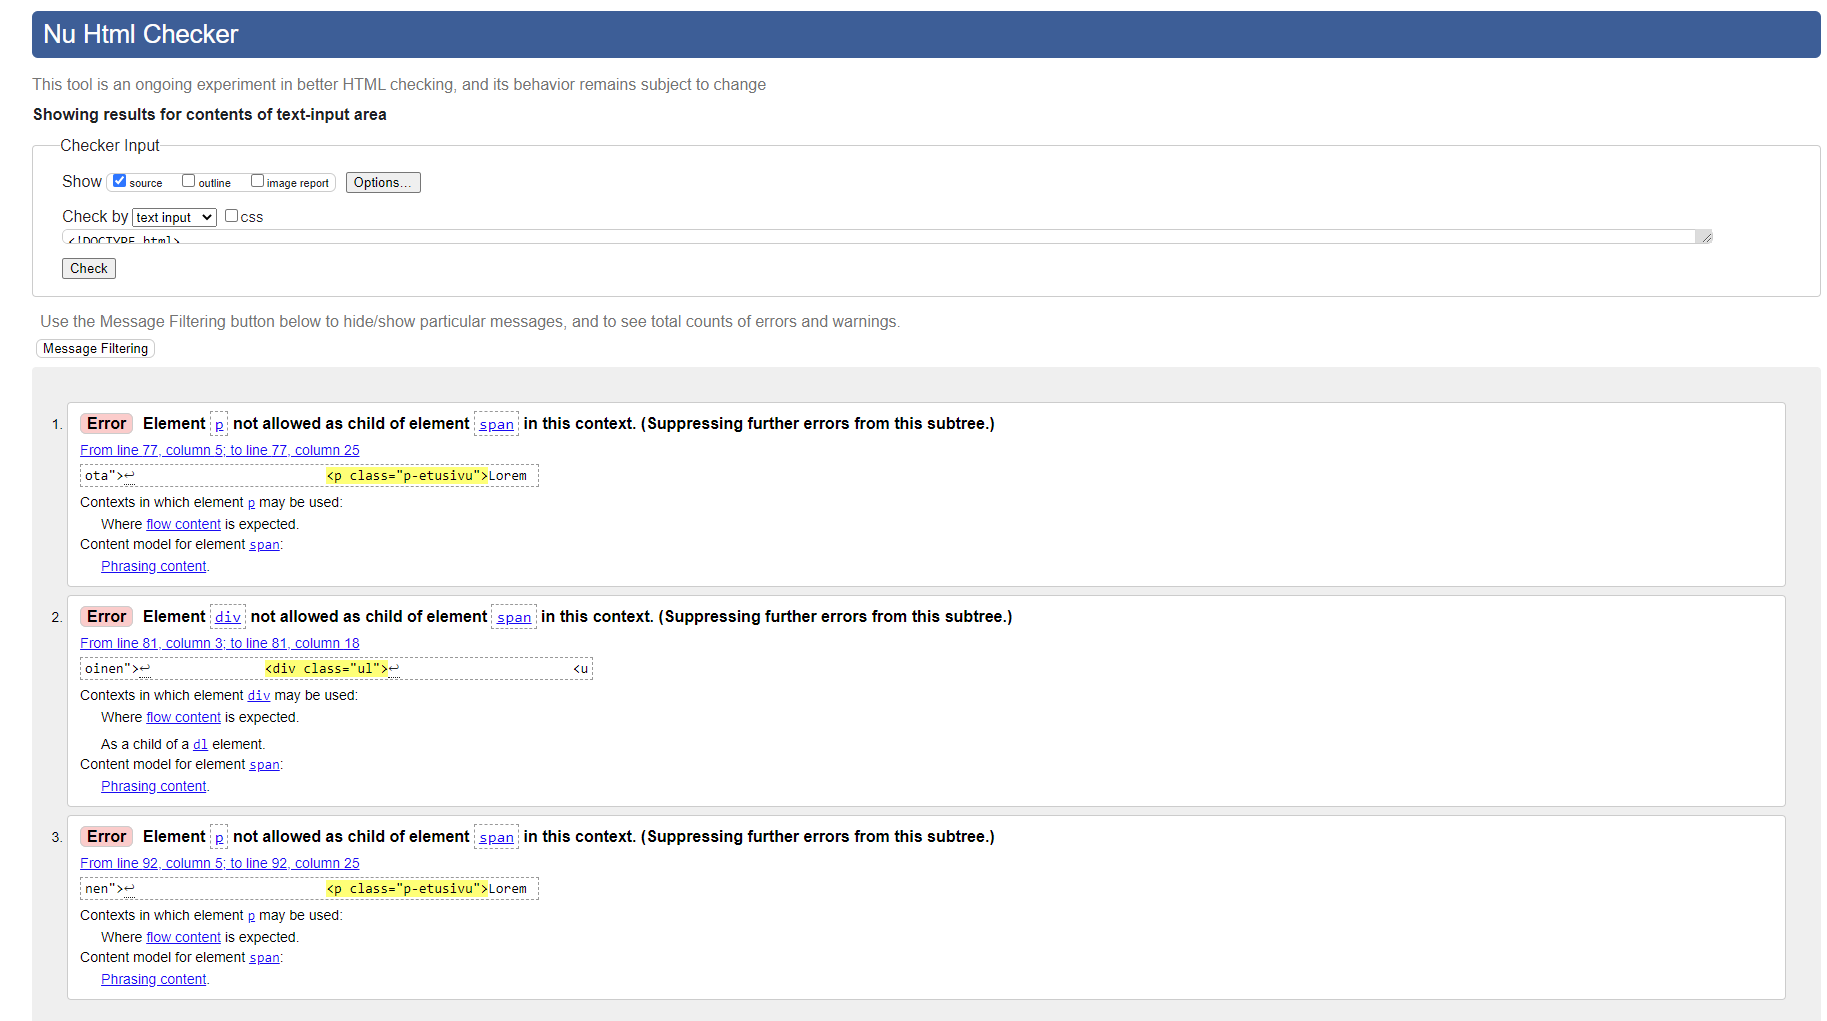 Nu Html Checker
This tool is an ongoing experiment in better HTML checking, and its behavior remains subject to change
Showing results for contents of text-input area
Checker Input
Show source outline image report Options...
Check by text input css
<!DOCTYPE html>
Check
Use the Message Filtering button below to hide/show particular messages, and to see total counts of errors and warnings.
Message Filtering
1. Error Element p not allowed as child of element span in this context. (Suppressing further errors from this subtree.)
From line 77, column 5; to line 77, column 25
ota">↩ <p class="p-etusivu">Lorem
Contexts in which element p may be used:
Where flow content is expected.
Content model for element span:
Phrasing content.
2. Error Element div not allowed as child of element span in this context. (Suppressing further errors from this subtree.)
From line 81, column 3; to line 81, column 18
oinen">↩ <div class="ul">↩ <u
Contexts in which element div may be used:
Where flow content is expected.
As a child of a dl element.
Content model for element span:
Phrasing content.
3. Error Element p not allowed as child of element span in this context. (Suppressing further errors from this subtree.)
From line 92, column 5; to line 92, column 25
nen">↩ <p class="p-etusivu">Lorem
Contexts in which element p may be used:
Where flow content is expected.
Content model for element span:
Phrasing content.